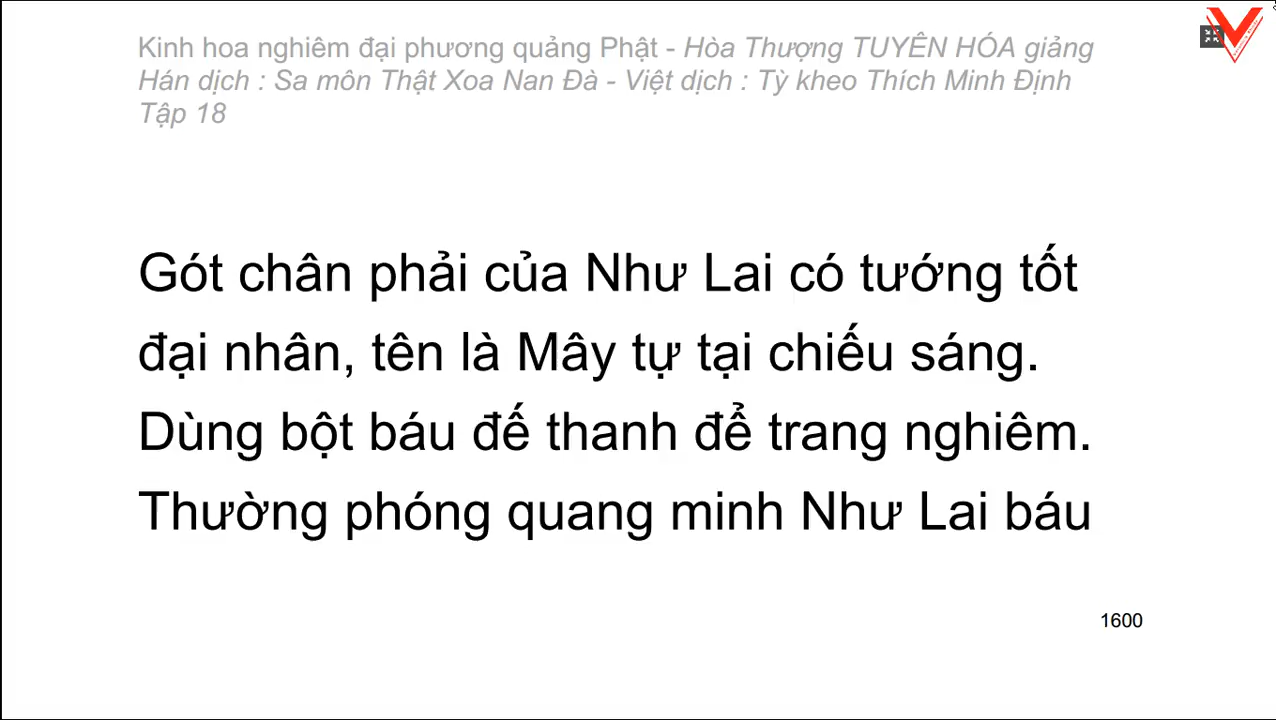 Kinh hoa nghiêm đại phương quảng Phật - Hòa Thượng TUYÊN HÓA giảng
Hán dịch : Sa môn Thật Xoa Nan Đà - Việt dịch : Tỳ kheo Thích Minh Định
Tập 18
Gót chân phải của Như Lai có tướng tốt
đại nhân, tên là Mây tự tại chiếu sáng.
Dùng bột báu đế thanh để trang nghiêm.
Thường phóng quang minh Như Lai báu
1600